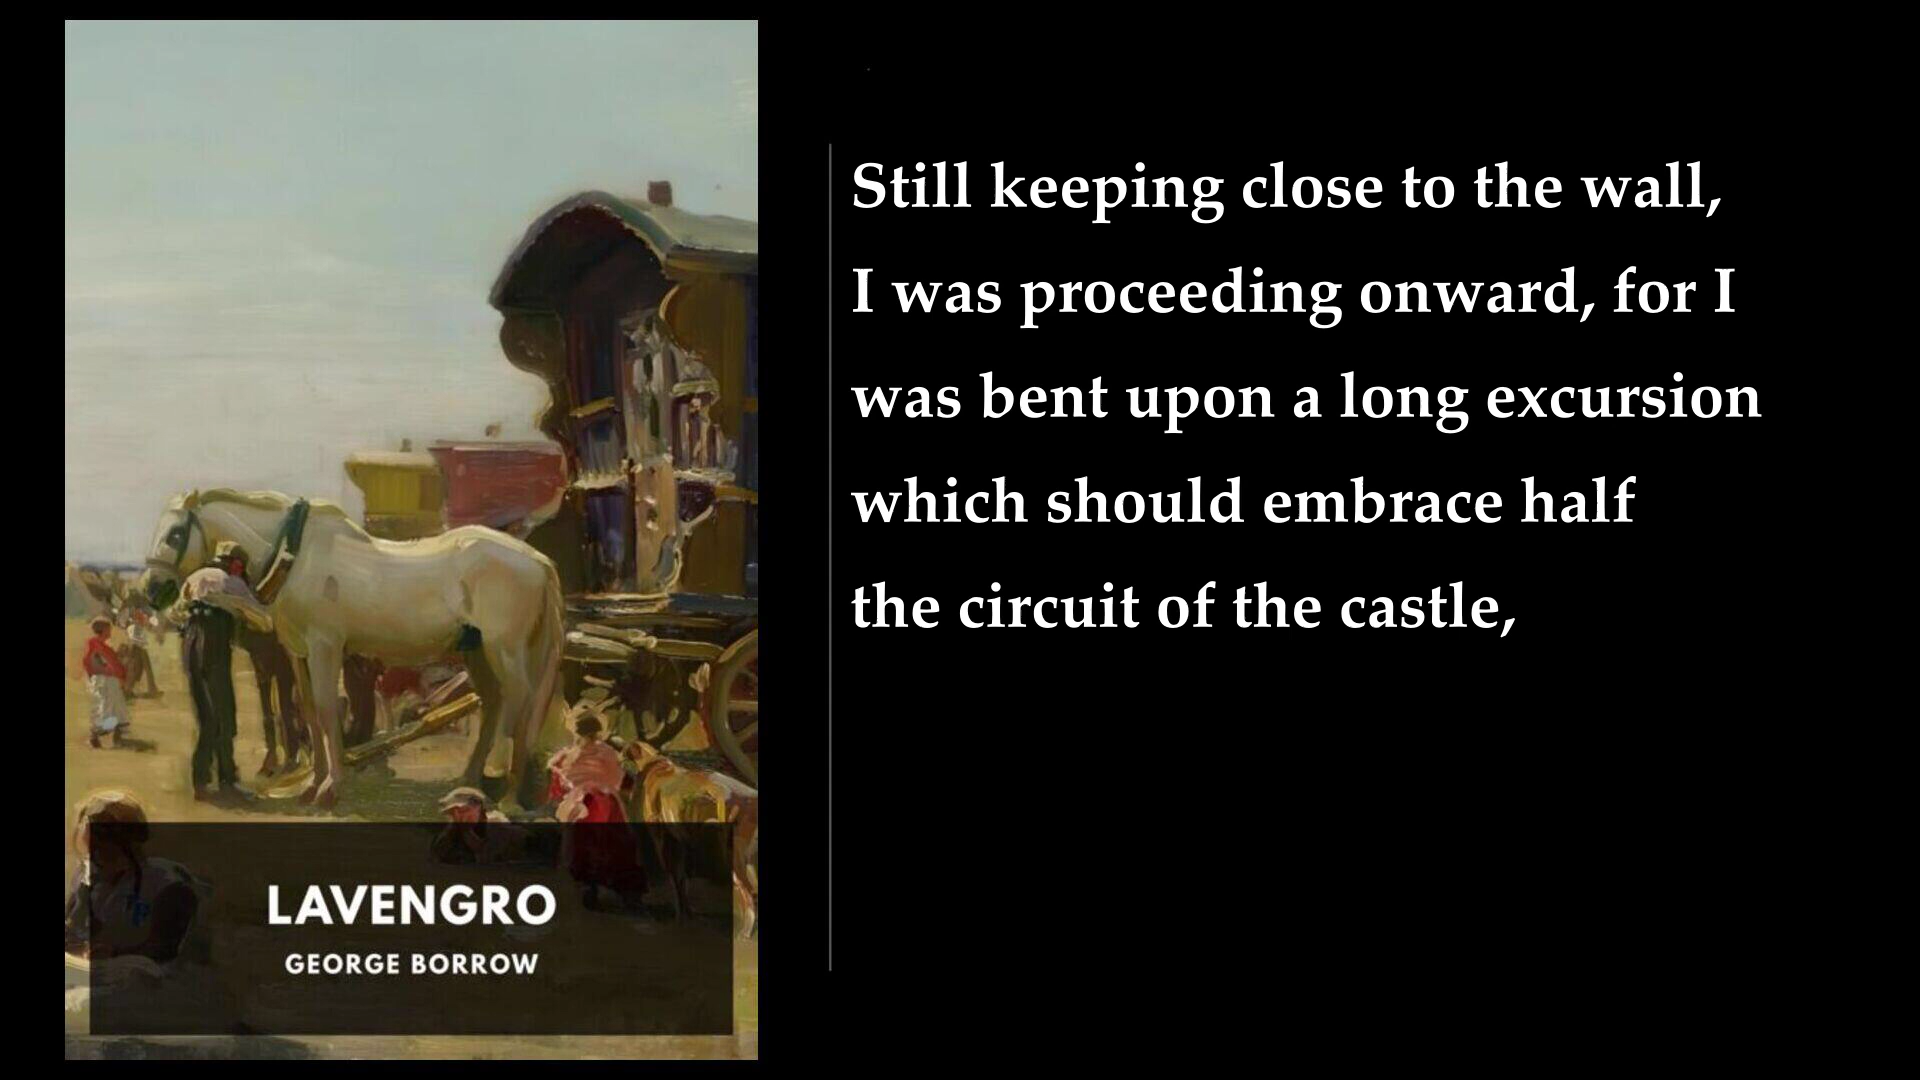 LAVENGRO
GEORGE BORROW
Still keeping close to the wall,
I was proceeding onward, for I
was bent upon a long excursion
which should embrace half
the circuit of the castle,